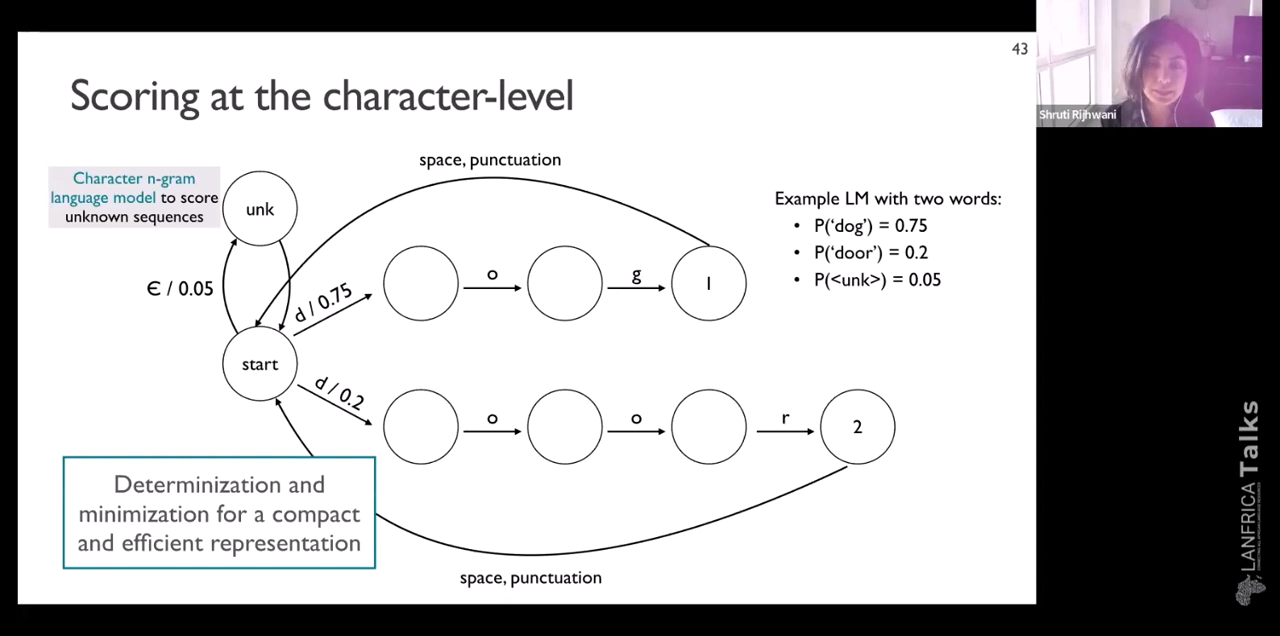 43
Scoring at the character-level
Shruti Rijhwani
space, punctuation
Character n-gram
language model to score
unknown sequences
unk
Example LM with two words:
• P(‘dog’) = 0.75
• P(‘door’) = 0.2
• P(<unk>) = 0.05
Є / 0.05
d / 0.75
o
g
1
start
d / 0.2
o
o
r
2
Determinization and
minimization for a compact
and efficient representation
space, punctuation
LANFRICA Talks